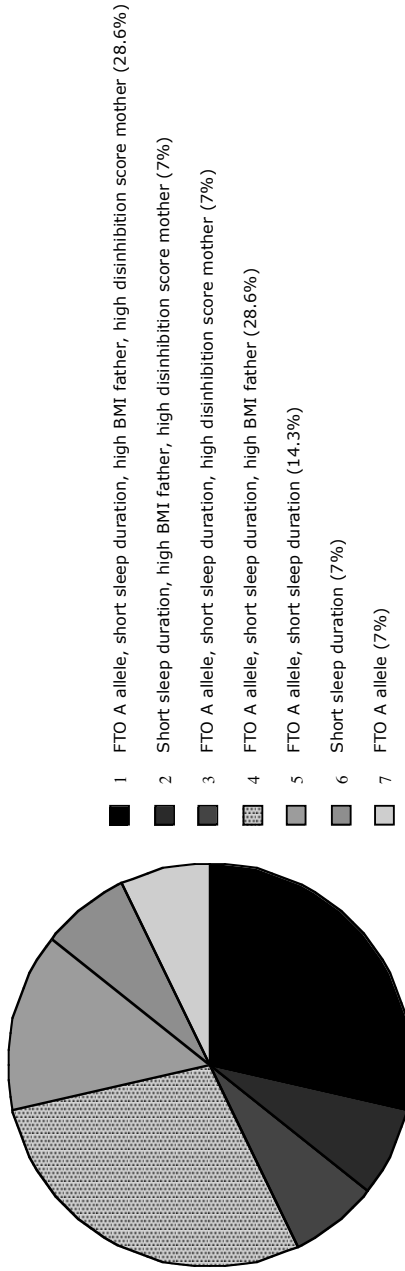 1 FTO A allele, short sleep duration, high BMI father, high disinhibition score mother (28.6%)
2 Short sleep duration, high BMI father, high disinhibition score mother (7%)
3 FTO A allele, short sleep duration, high disinhibition score mother (7%)
4 FTO A allele, short sleep duration, high BMI father (28.6%)
5 FTO A allele, short sleep duration (14.3%)
6 Short sleep duration (7%)
7 FTO A allele (7%)